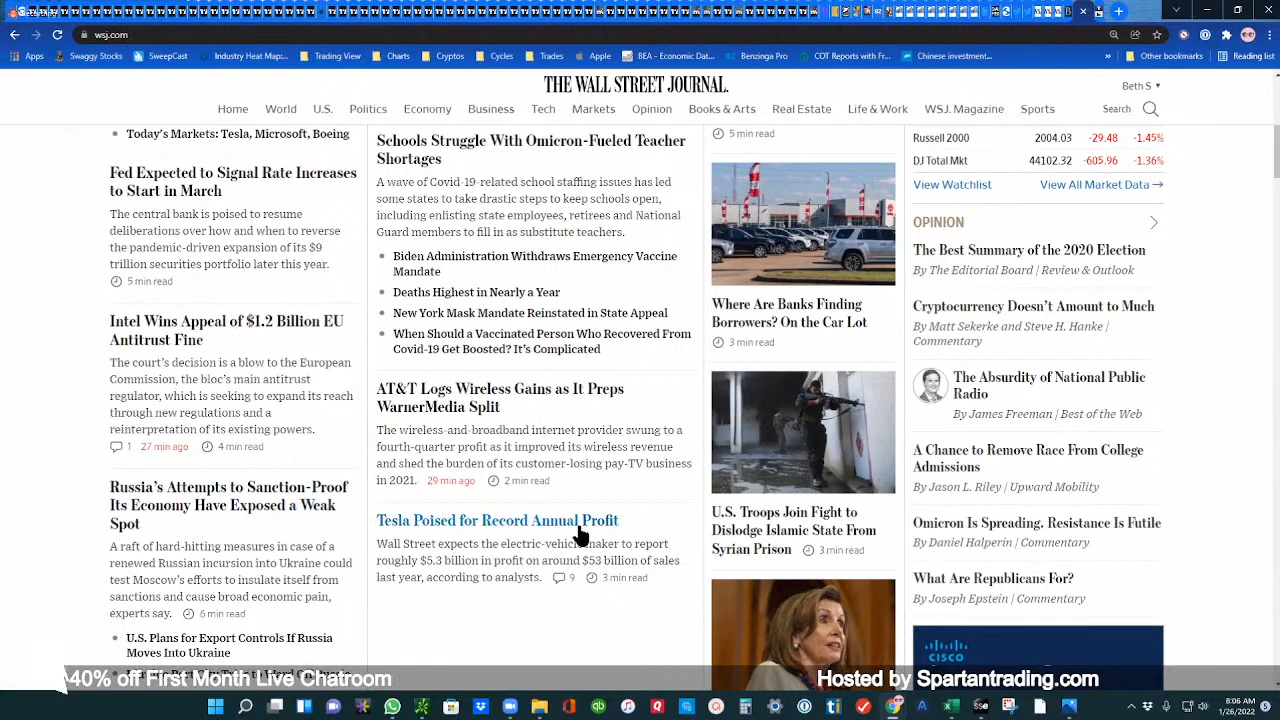 wsj.com
Apps
Swaggy Stocks
SweepCast
Industry Heat Map:...
Trading View
Charts
Cryptos
Cycles
Apple
BEA - Economic Dat...
Benzinga Pro
COT Reports with C...
Cheniere Investment...
»
Reading list
THE WALL STREET JOURNAL.
Beth S
Home World U.S. Politics Economy Business Tech Markets Opinion Books & Arts Real Estate Life & Work WSJ. Magazine Sports
Search
Today's Markets: Tesla, Microsoft, Boeing
Fed Expected to Signal Rate Increases
to Start in March
The central bank is poised to resume
deliberations over how and when to reverse
the pandemic-driven expansion of its $9
trillion securities portfolio later this year.
5 min read
Intel Wins Appeal of $1.2 Billion EU
Antitrust Fine
The court's decision is a blow to the European
Commission, the bloc's main antitrust
regulator, which is seeking to expand its reach
through new regulations and a
reinterpretation of its existing powers.
1 27 min ago 4 min read
Russia's Attempts to Sanction-Proof
Its Economy Have Exposed a Weak
Spot
A raft of hard-hitting measures in case of a
renewed Russian incursion into Ukraine could
test Moscow's efforts to insulate itself from
sanctions and cause broad economic pain,
experts say. 6 min read
U.S. Plans for Export Controls If Russia
Moves Into Ukraine
Schools Struggle With Omicron-Fueled Teacher
Shortages
A wave of Covid-19-related school staffing issues has led
some states to take drastic steps to keep schools open,
including enlisting state employees, retirees and National
Guard members to fill in as substitute teachers.
Biden Administration Withdraws Emergency Vaccine
Mandate
Deaths Highest in Nearly a Year
New York Mask Mandate Reinstated in State Appeal
When Should a Vaccinated Person Who Recovered From
Covid-19 Get Boosted? It's Complicated
AT&T Logs Wireless Gains as It Preps
WarnerMedia Split
The wireless-and-broadband internet provider swung to a
fourth-quarter profit as it improved its wireless revenue
and shed the burden of its customer-losing pay-TV business
in 2021. 29 min ago 2 min read
Tesla Poised for Record Annual Profit
Wall Street expects the electric-vehicle maker to report
roughly $5.3 billion in profit on around $53 billion of sales
last year, according to analysts. 9 3 min read
5 min read
Where Are Banks Finding
Borrowers? On the Car Lot
3 min read
U.S. Troops Join Fight to
Dislodge Islamic State From
Syrian Prison 3 min read
Russell 2000 2004.03 -29.48 -1.45%
DJ Total Mkt 44102.32 -605.96 -1.36%
View Watchlist View All Market Data →
OPINION
The Best Summary of the 2020 Election
By The Editorial Board | Review & Outlook
Cryptocurrency Doesn't Amount to Much
By Matt Sekerke and Steve H. Hanke |
Commentary
The Absurdity of National Public
Radio
By James Freeman | Best of the Web
A Chance to Remove Race From College
Admissions
By Jason L. Riley | Upward Mobility
Omicron Is Spreading. Resistance Is Futile
By Daniel Halperin | Commentary
What Are Republicans For?
By Joseph Epstein | Commentary
CISCO
-40% off First Month Live Chatroom
Hosted by Spartantrading.com
8:06 AM
1/26/2022